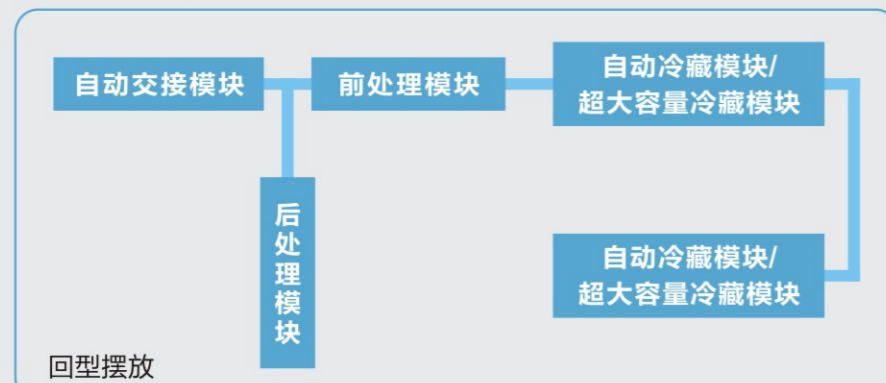 自动交接模块
前处理模块
自动冷藏模块/
超大容量冷藏模块
后处理模块
自动冷藏模块/
超大容量冷藏模块
回型摆放